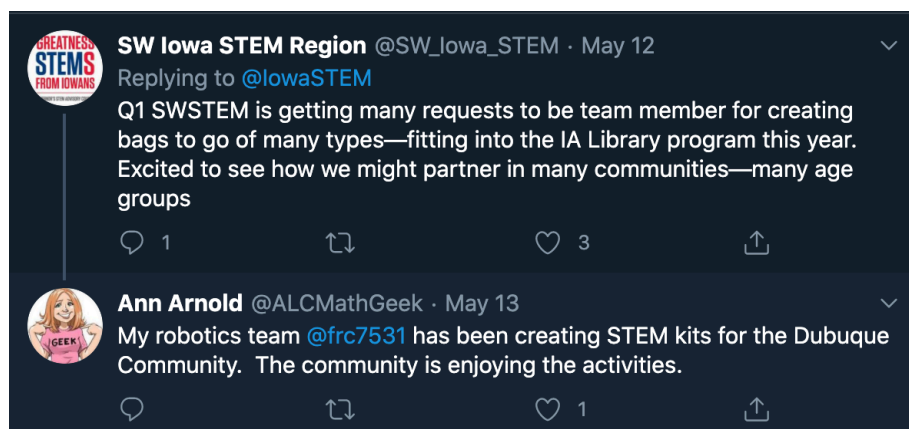 GREATNESS
STEMS
FROM IOWANS
SW Iowa STEM Region @SW_Iowa_STEM · May 12
Replying to @IowaSTEM
Q1 SWSTEM is getting many requests to be team member for creating
bags to go of many types—fitting into the IA Library program this year.
Excited to see how we might partner in many communities—many age
groups
1
3
Ann Arnold @ALCMathGeek · May 13
GEEK
My robotics team @frc7531 has been creating STEM kits for the Dubuque
Community.  The community is enjoying the activities.
1